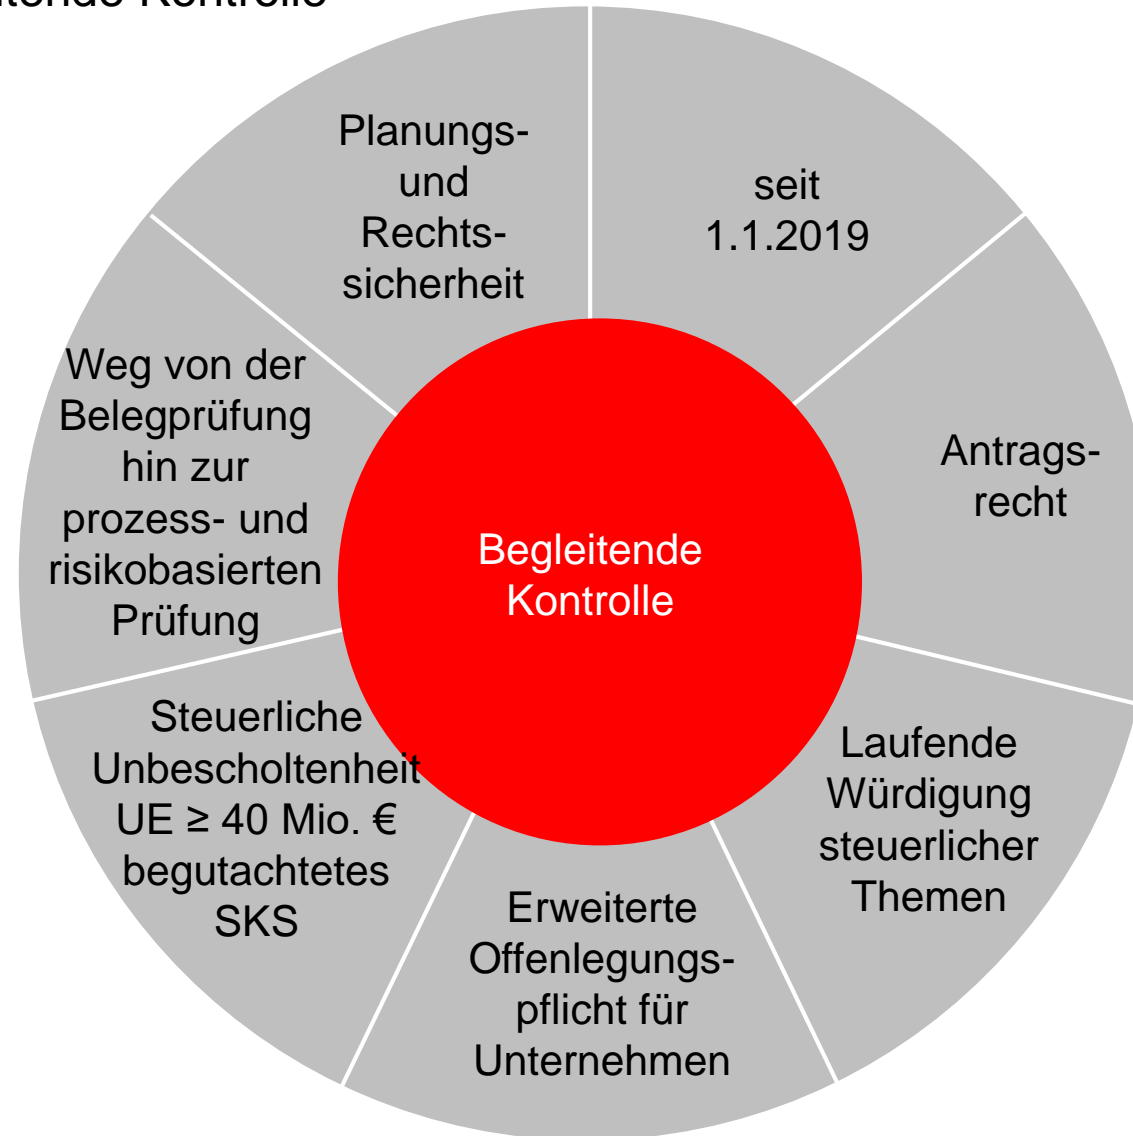 Kontrolle
Planungs-
und
Rechts-
sicherheit
seit
1.1.2019
Antrags-
recht
Laufende
Würdigung
steuerlicher
Themen
Erweiterte
Offenlegungs-
pflicht für
Unternehmen
Steuerliche
Unbescholtenheit
UE ≥ 40 Mio. €
begutachtetes
SKS
Weg von der
Belegprüfung
hin zur
prozess- und
risikobasierten
Prüfung
Begleitende
Kontrolle